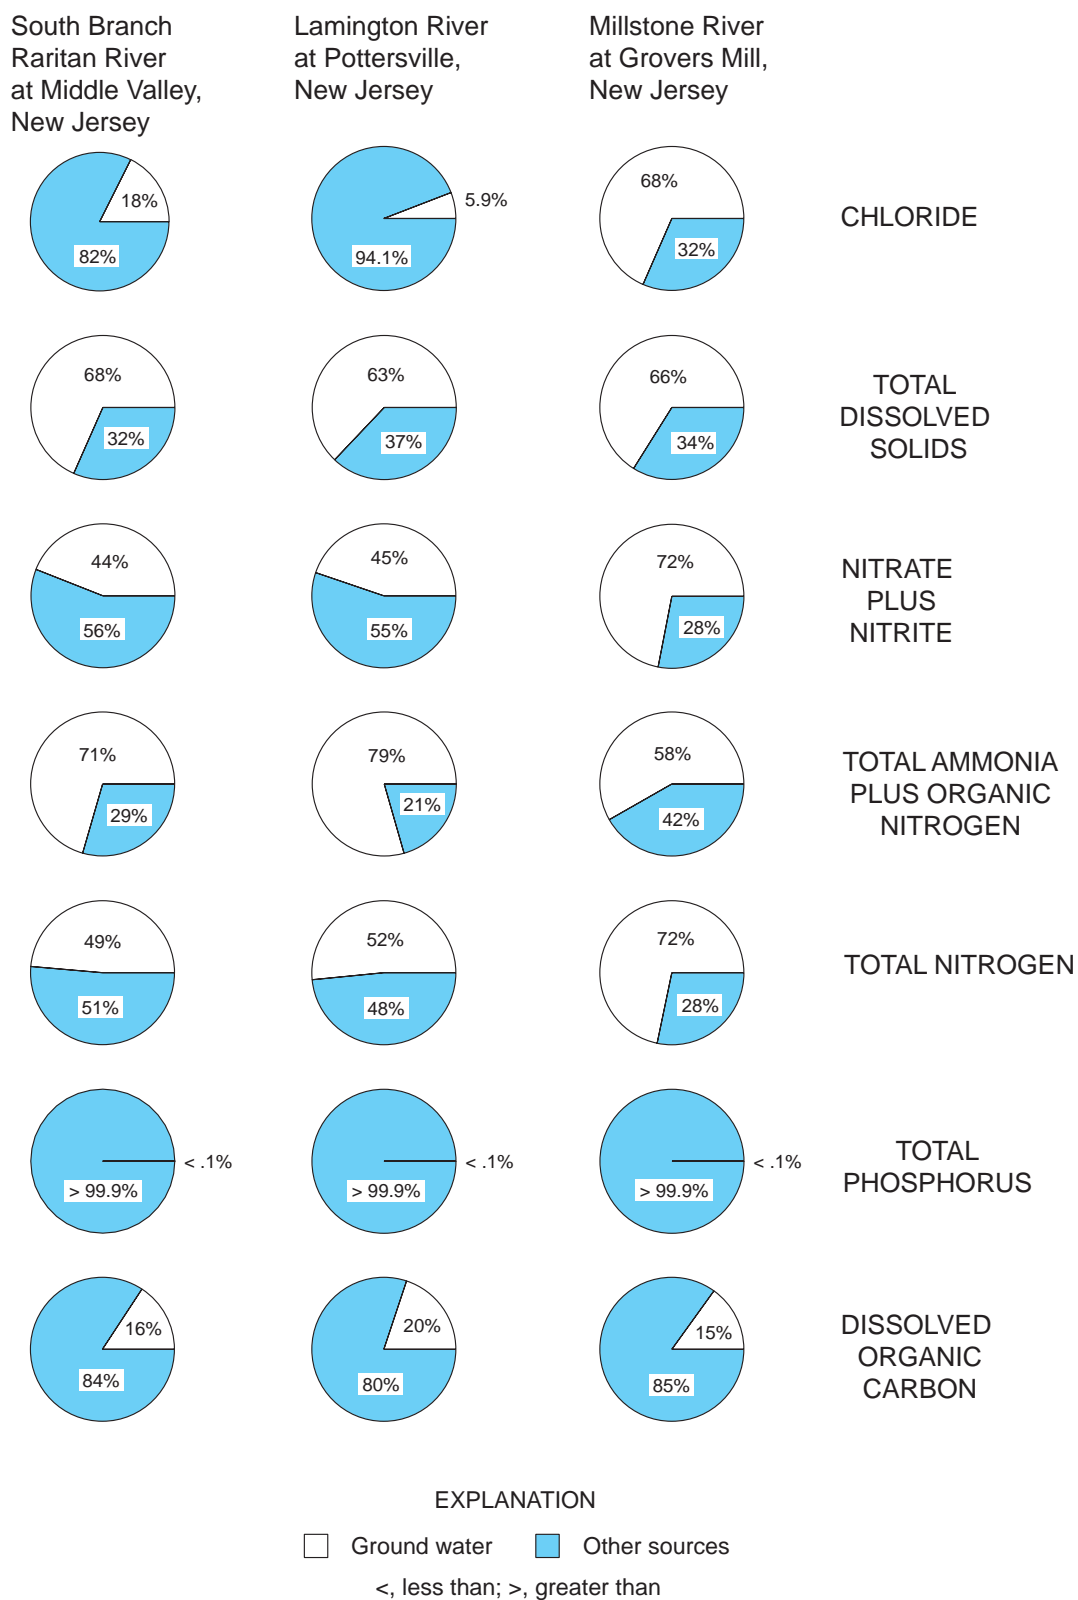 South Branch
Raritan River
at Middle Valley,
New Jersey
Lamington River
at Pottersville,
New Jersey
Millstone River
at Grovers Mill,
New Jersey
18%
82%
5.9%
94.1%
68%
32%
CHLORIDE
68%
32%
63%
37%
66%
34%
TOTAL
DISSOLVED
SOLIDS
44%
56%
45%
55%
72%
28%
NITRATE
PLUS
NITRITE
71%
29%
79%
21%
58%
42%
TOTAL AMMONIA
PLUS ORGANIC
NITROGEN
49%
51%
52%
48%
72%
28%
TOTAL NITROGEN
< .1%
> 99.9%
< .1%
> 99.9%
< .1%
> 99.9%
TOTAL
PHOSPHORUS
16%
84%
20%
80%
15%
85%
DISSOLVED
ORGANIC
CARBON
EXPLANATION
Ground water
Other sources
<, less than; >, greater than